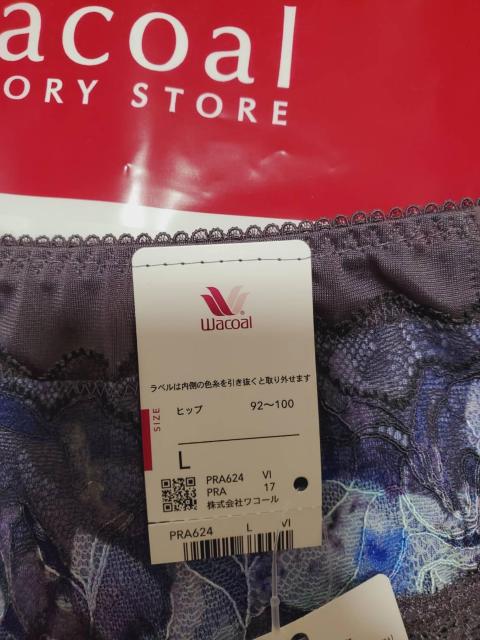 acoal
ORY STORE
Wacoal
ラベルは内側の色糸を引き抜くと取り外せます
SIZE
ヒップ 92〜100
L
PRA624 VI
PRA 17
株式会社ワコール
PRA624 L VI